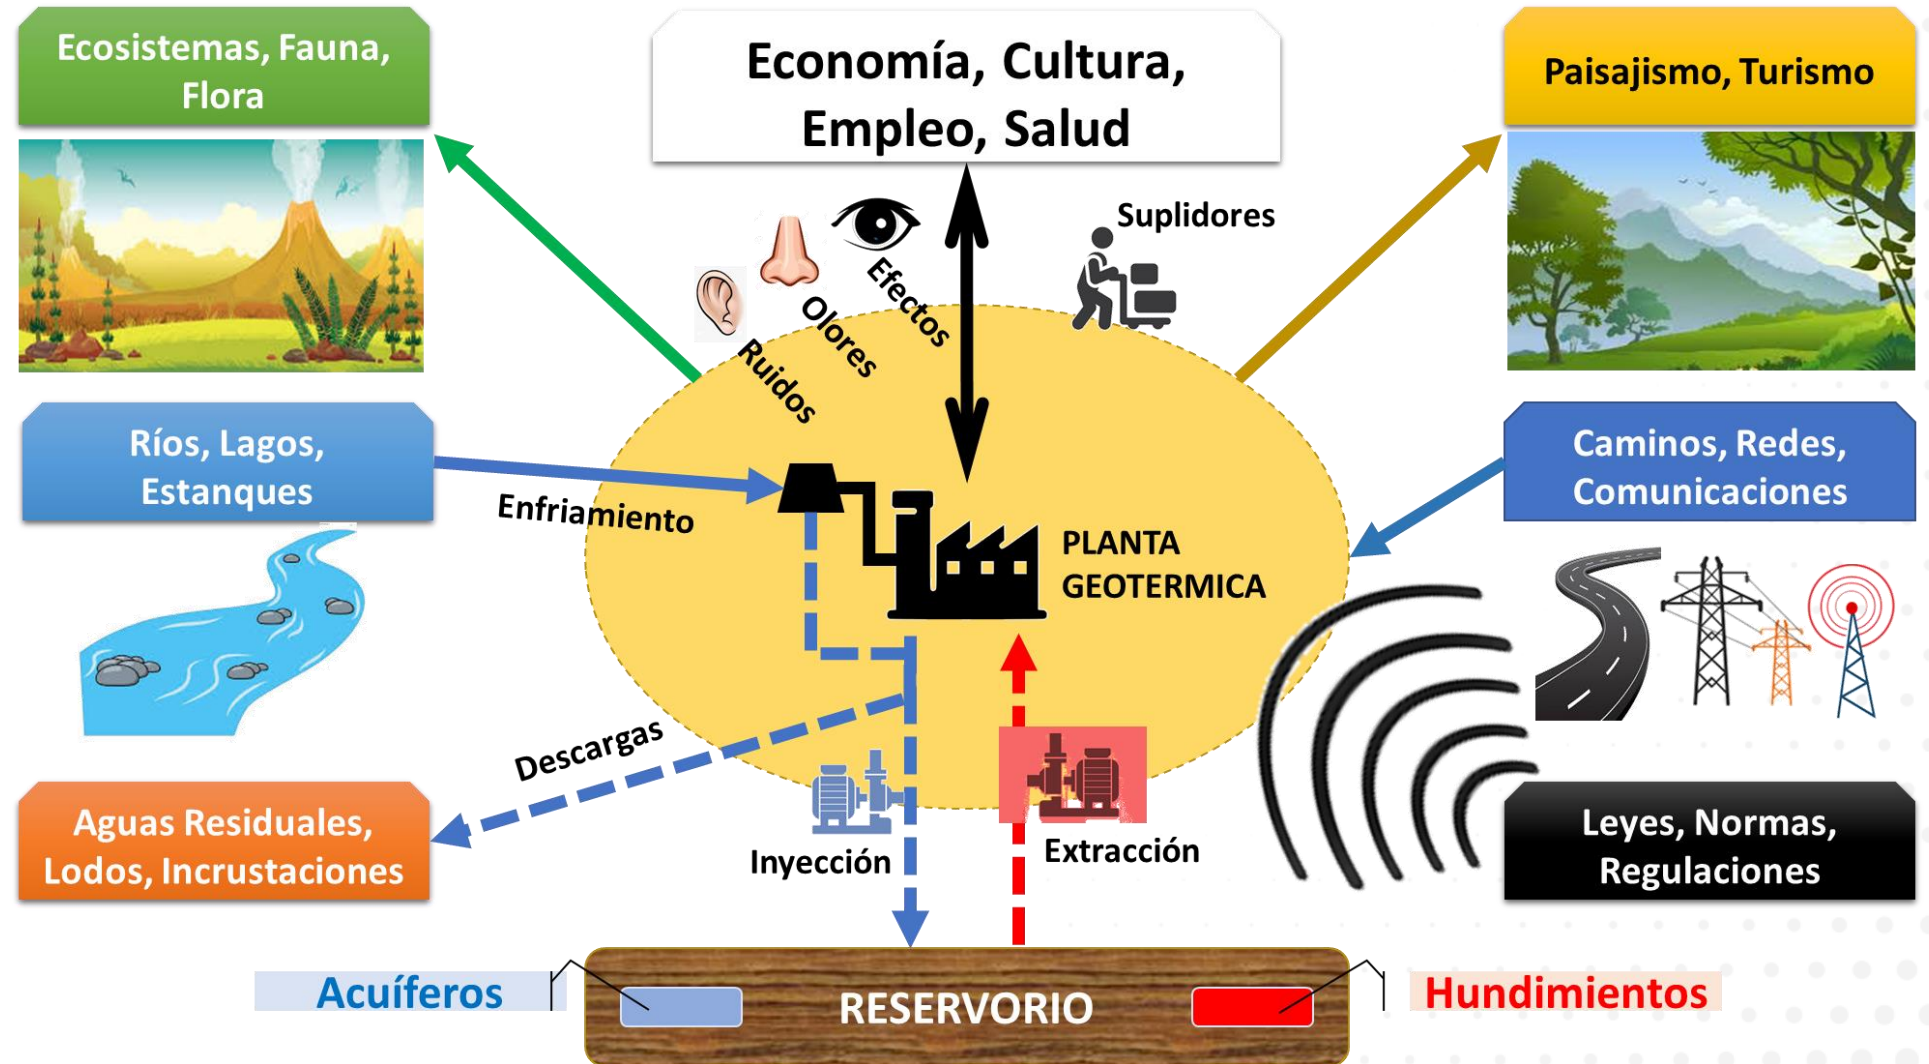 Ecosistemas, Fauna,
Flora
Economía, Cultura,
Empleo, Salud
Paisajismo, Turismo
Suplidores
Efectos
Olores
Ruidos
Ríos, Lagos,
Estanques
Enfriamiento
Caminos, Redes,
Comunicaciones
PLANTA
GEOTERMICA
Descargas
Aguas Residuales,
Lodos, Incrustaciones
Inyección
Extracción
Leyes, Normas,
Regulaciones
Acuíferos
RESERVORIO
Hundimientos